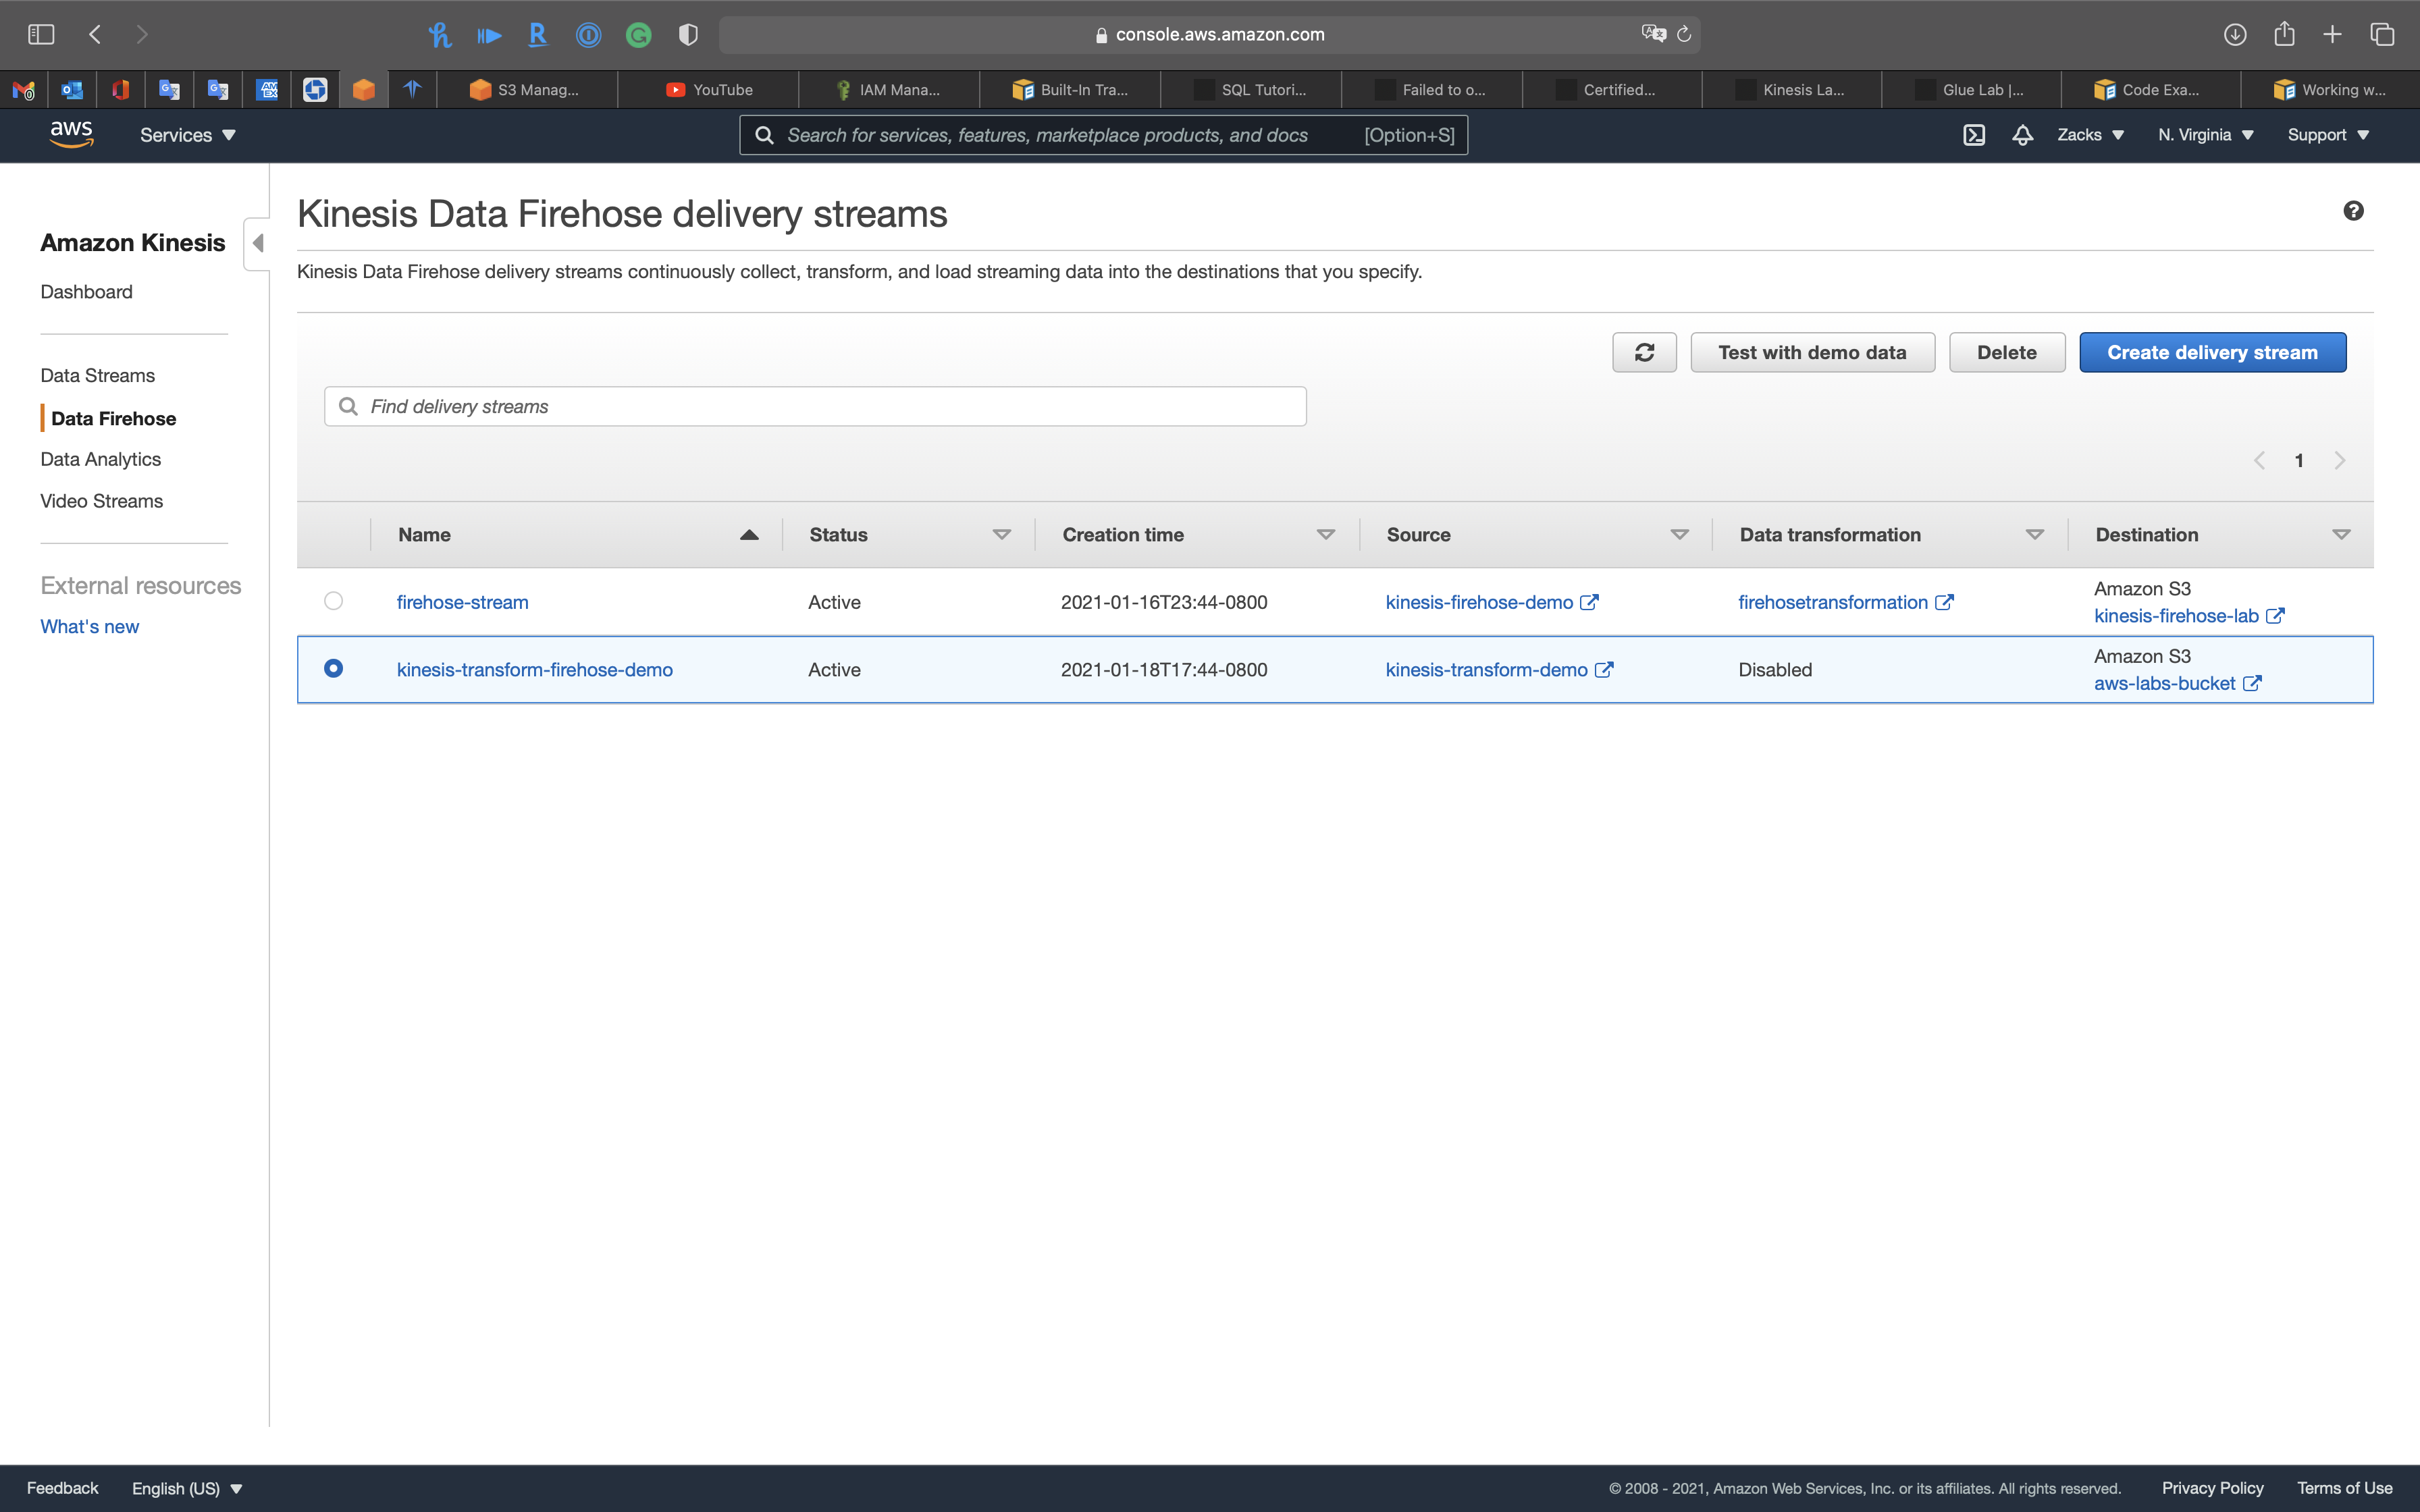 console.aws.amazon.com
S3 Manag...
YouTube
IAM Mana...
Built-In Tra...
SQL Tutori...
Failed to o...
Certified...
Kinesis La...
Glue Lab |...
Code Exa...
Working w...
aws
Services
Search for services, features, marketplace products, and docs [Option+S]
Zacks
N. Virginia
Support
Amazon Kinesis
Dashboard
Data Streams
Data Firehose
Data Analytics
Video Streams
External resources
What's new
Kinesis Data Firehose delivery streams
Kinesis Data Firehose delivery streams continuously collect, transform, and load streaming data into the destinations that you specify.
Test with demo data
Delete
Create delivery stream
Find delivery streams
1
Name Status Creation time Source Data transformation Destination
firehose-stream Active 2021-01-16T23:44-0800 kinesis-firehose-demo firehosetransformation Amazon S3
kinesis-firehose-lab
kinesis-transform-firehose-demo Active 2021-01-18T17:44-0800 kinesis-transform-demo Disabled Amazon S3
aws-labs-bucket
Feedback English (US) © 2008 - 2021, Amazon Web Services, Inc. or its affiliates. All rights reserved. Privacy Policy Terms of Use